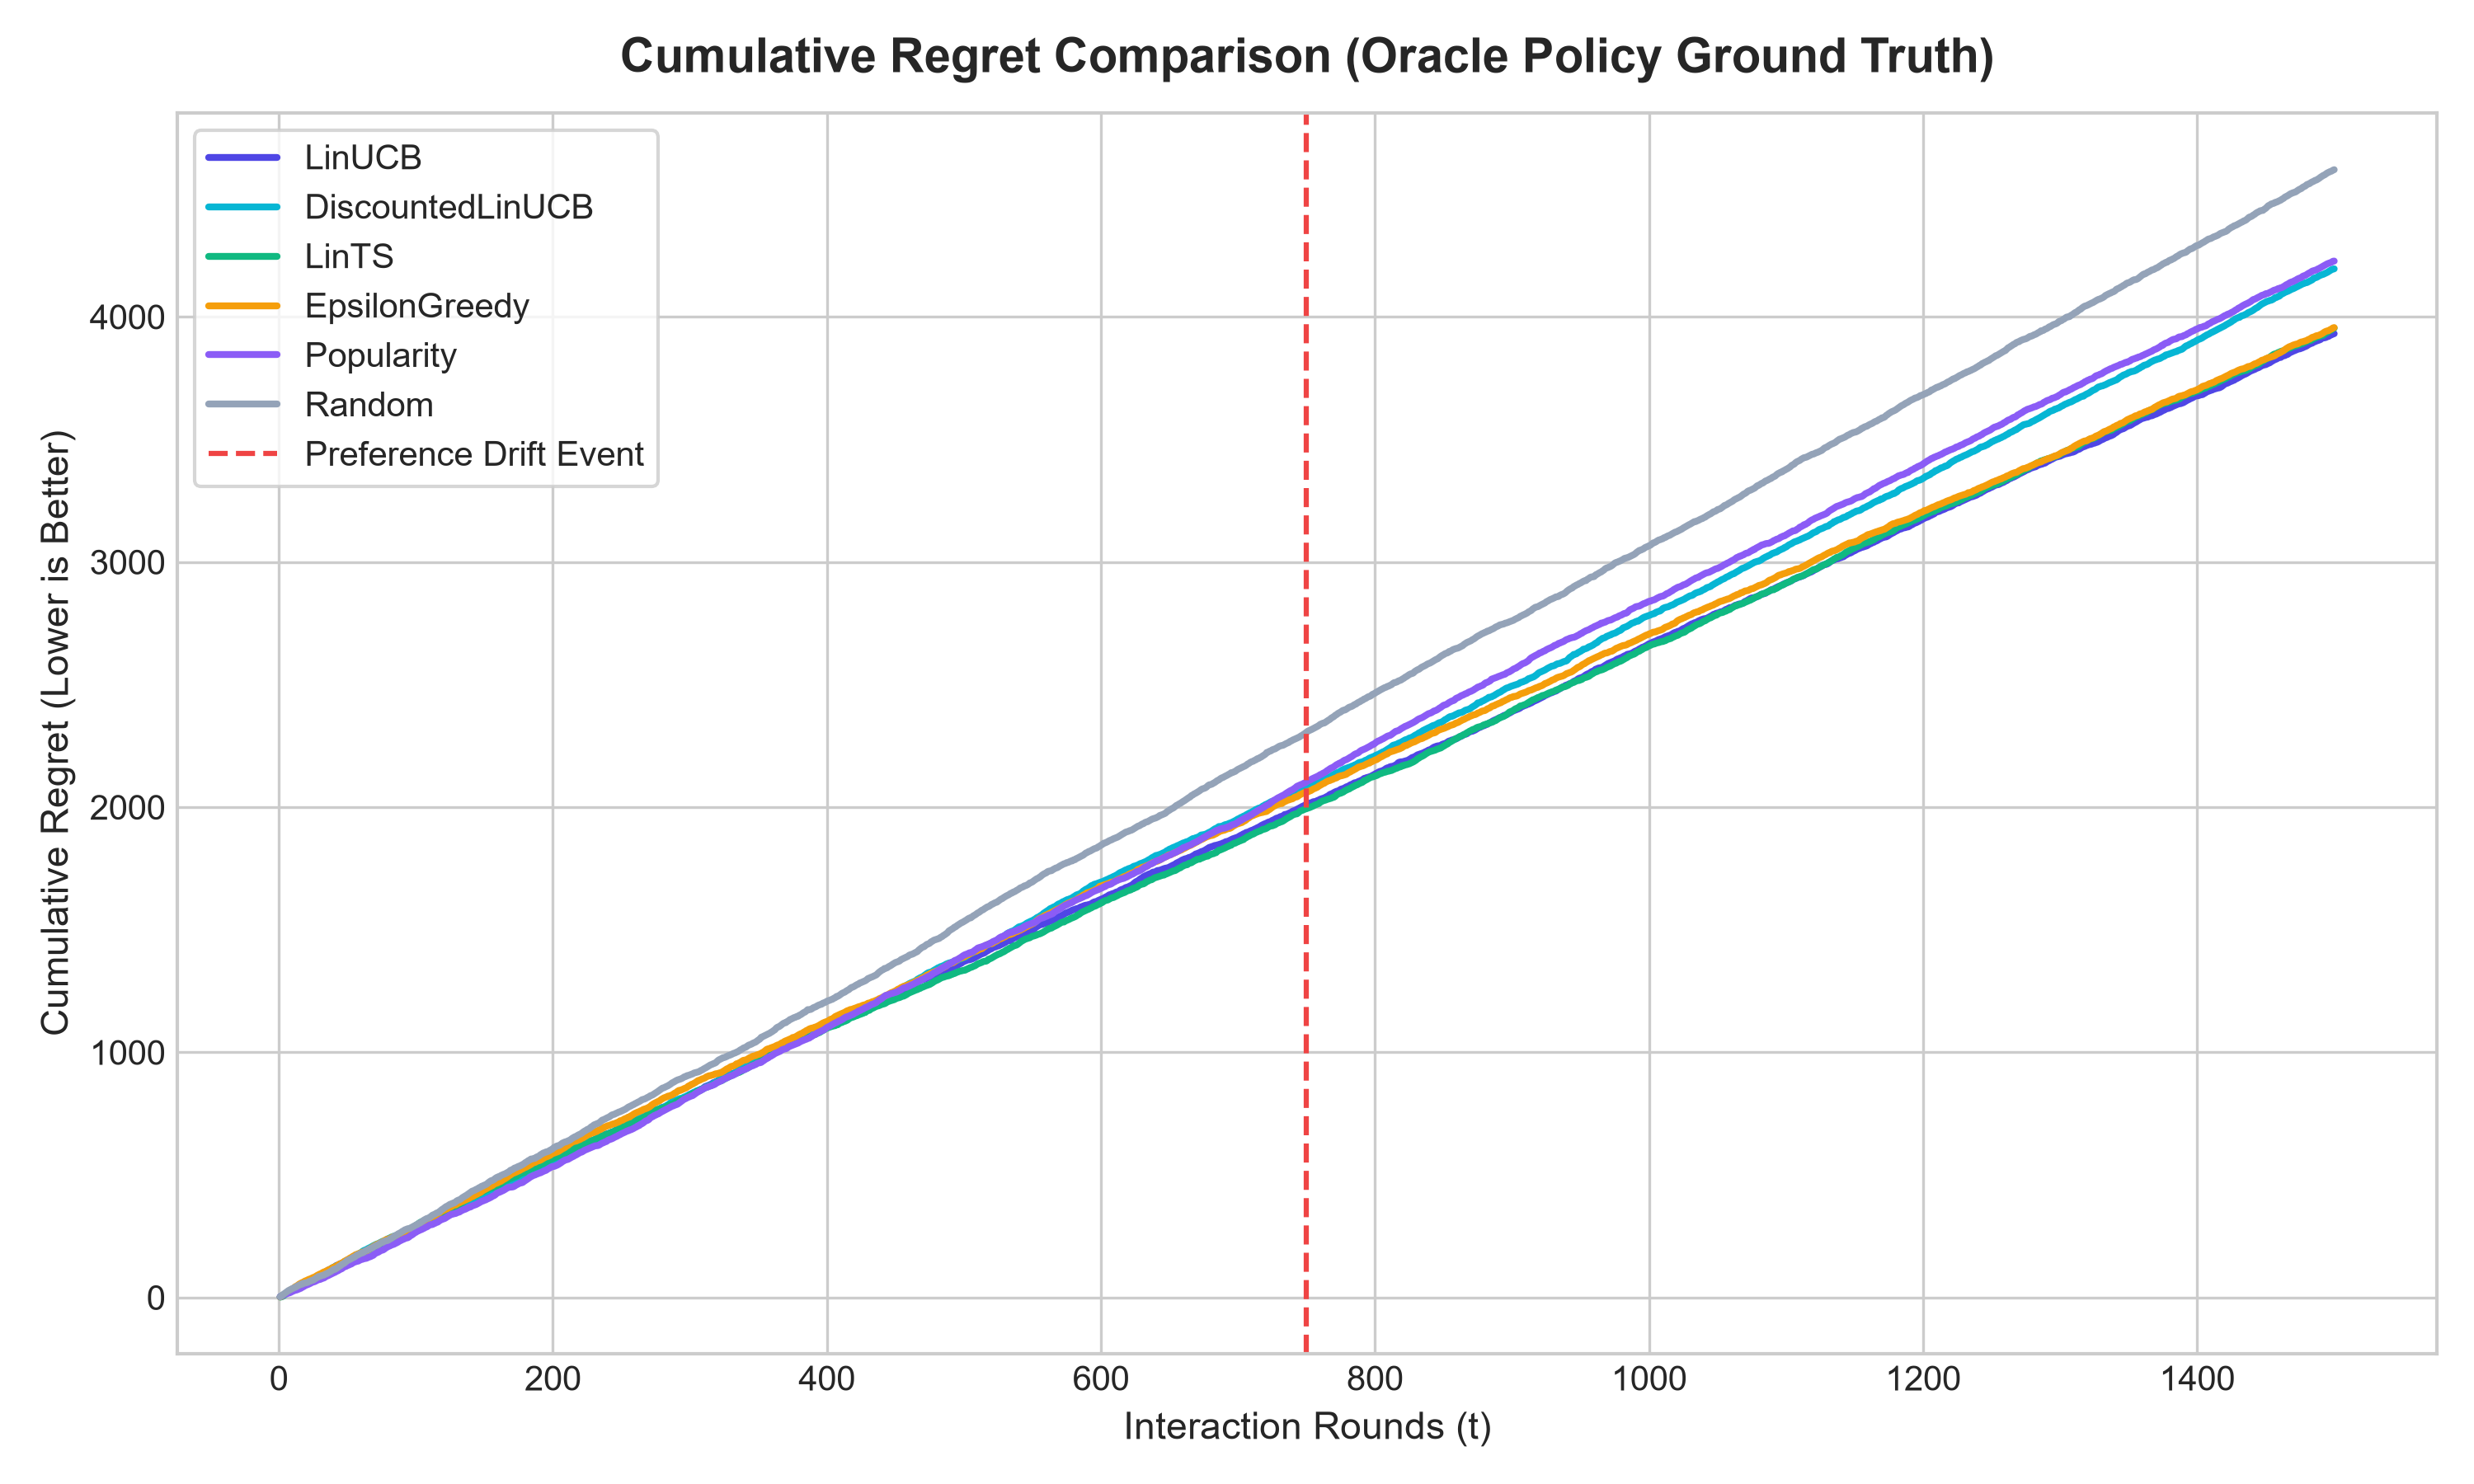 Cumulative Regret Comparison (Oracle Policy Ground Truth)
LinUCB
DiscountedLinUCB
LinTS
EpsilonGreedy
Popularity
Random
Preference Drift Event
Cumulative Regret (Lower is Better)
4000
3000
2000
1000
0
0 200 400 600 800 1000 1200 1400
Interaction Rounds (t)